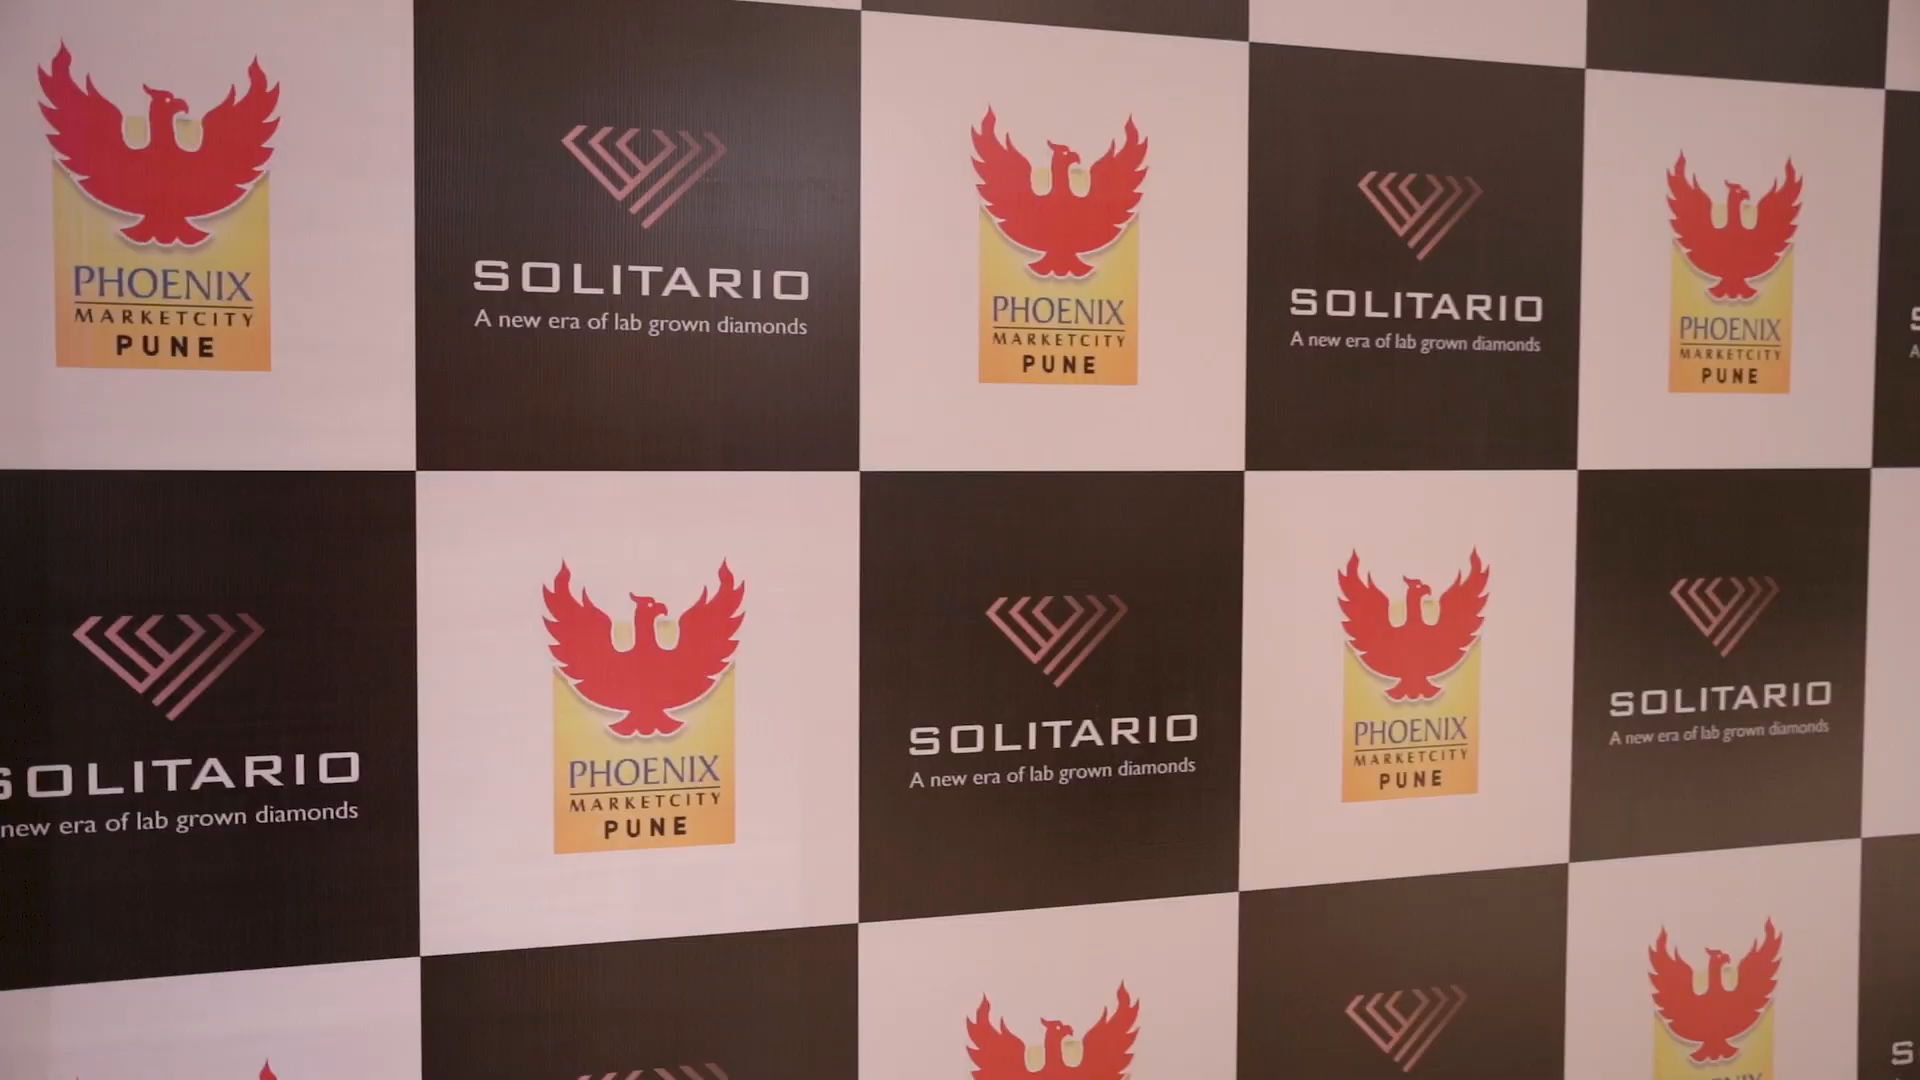 PHOENIX
MARKETCITY
PUNE
SOLITARIO
A new era of lab grown diamonds
PHOENIX
MARKETCITY
PUNE
SOLITARIO
A new era of lab grown diamonds
PHOENIX
MARKETCITY
PUNE
SOLITARIO
new era of lab grown diamonds
PHOENIX
MARKETCITY
PUNE
SOLITARIO
A new era of lab grown diamonds
PHOENIX
MARKETCITY
PUNE
SOLITARIO
A new era of lab grown diamonds